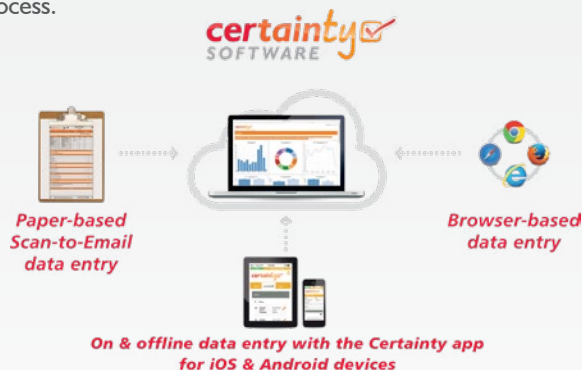 ocess.
certainty
SOFTWARE
Paper-based
Scan-to-Email
data entry
Browser-based
data entry
On & offline data entry with the Certainty app
for iOS & Android devices